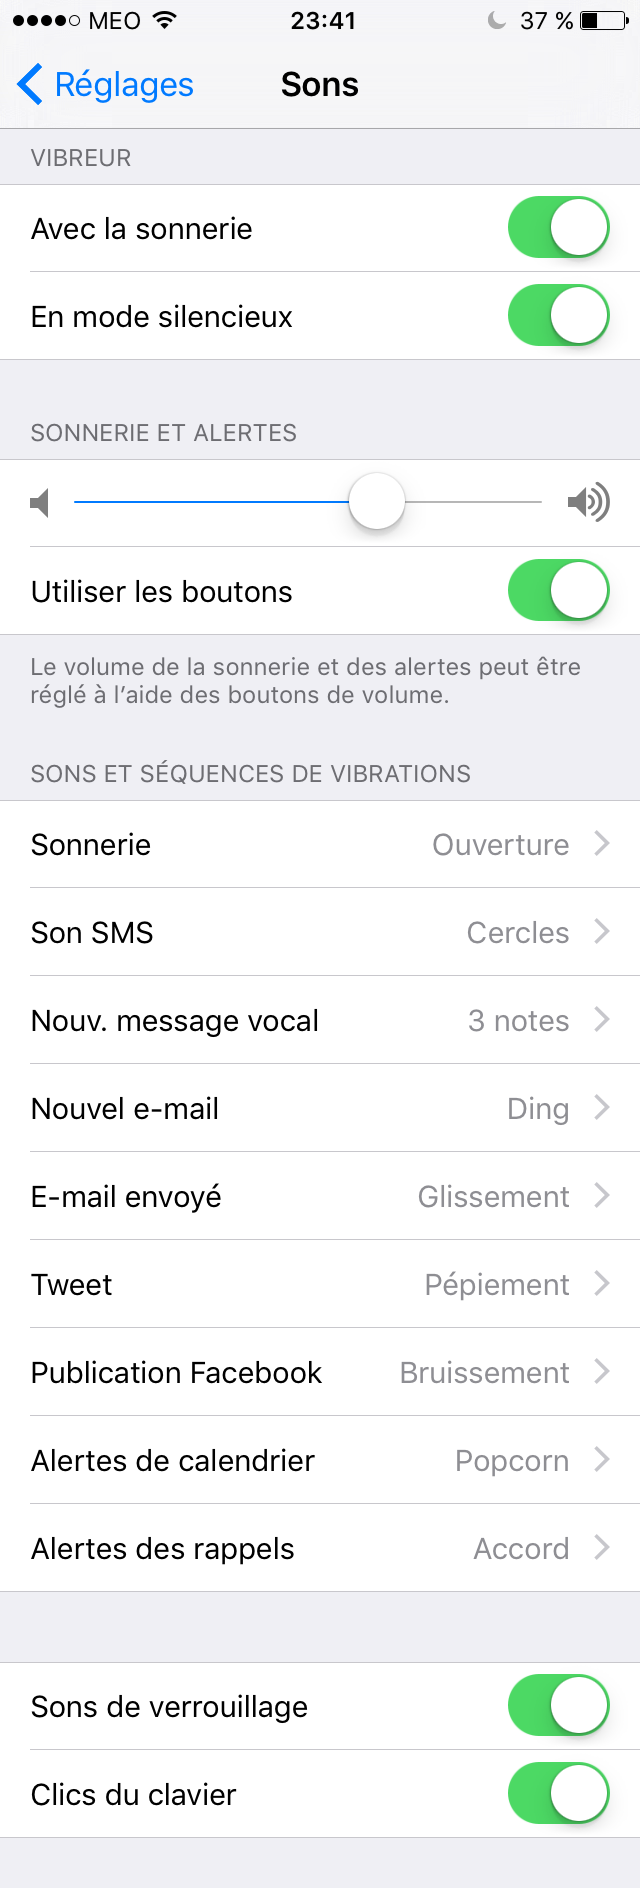 MEO 23:41 37 %
Réglages Sons
VIBREUR
Avec la sonnerie
En mode silencieux
SONNERIE ET ALERTES
Utiliser les boutons
Le volume de la sonnerie et des alertes peut être
réglé à l’aide des boutons de volume.
SONS ET SÉQUENCES DE VIBRATIONS
Sonnerie Ouverture
Son SMS Cercles
Nouv. message vocal 3 notes
Nouvel e-mail Ding
E-mail envoyé Glissement
Tweet Pépiement
Publication Facebook Bruissement
Alertes de calendrier Popcorn
Alertes des rappels Accord
Sons de verrouillage
Clics du clavier